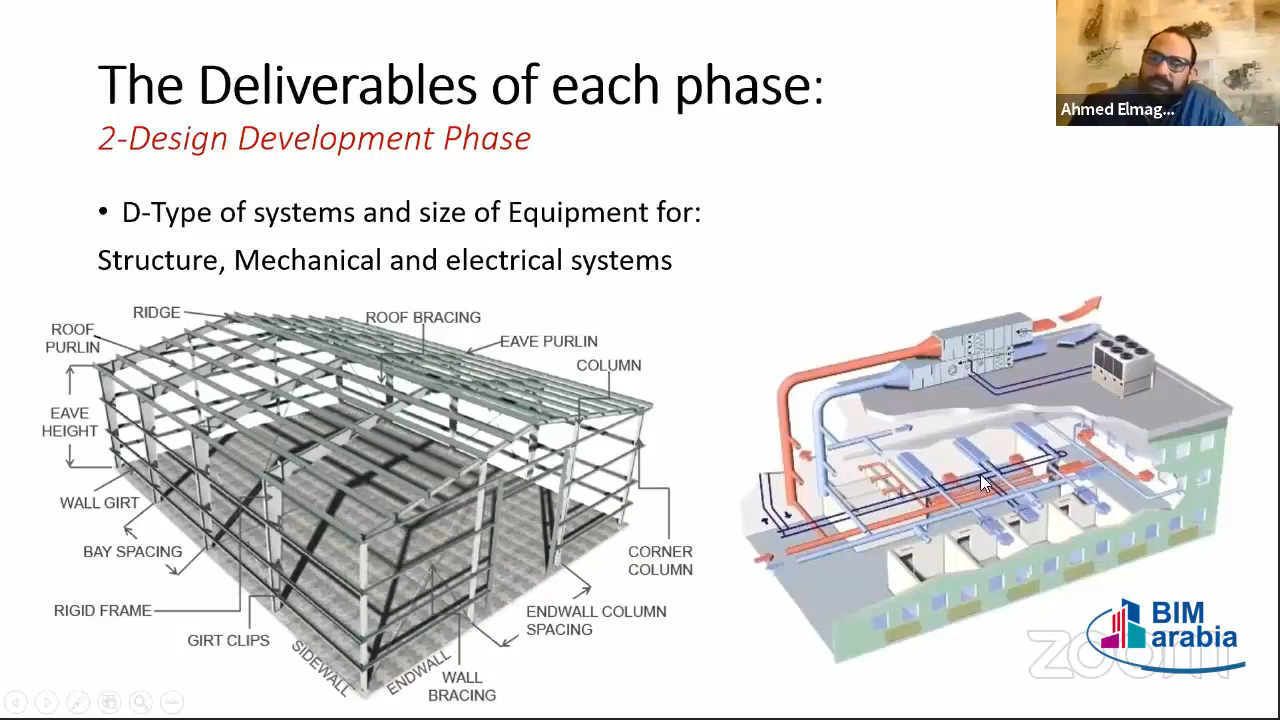 The Deliverables of each phase:
2-Design Development Phase
Ahmed Elmag...
• D-Type of systems and size of Equipment for:
Structure, Mechanical and electrical systems
RIDGE
ROOF BRACING
ROOF
PURLIN
EAVE PURLIN
COLUMN
EAVE
HEIGHT
WALL GIRT
BAY SPACING
RIGID FRAME
GIRT CLIPS
SIDEWALL
ENDWALL
WALL
BRACING
ENDWALL COLUMN
SPACING
CORNER
COLUMN
BIM
arabia
zoom